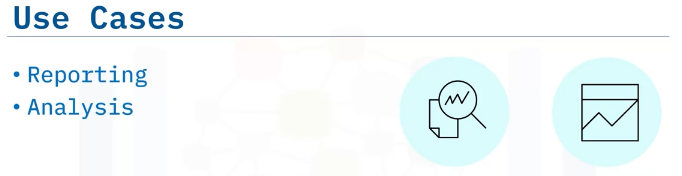 Use Cases
• Reporting
• Analysis